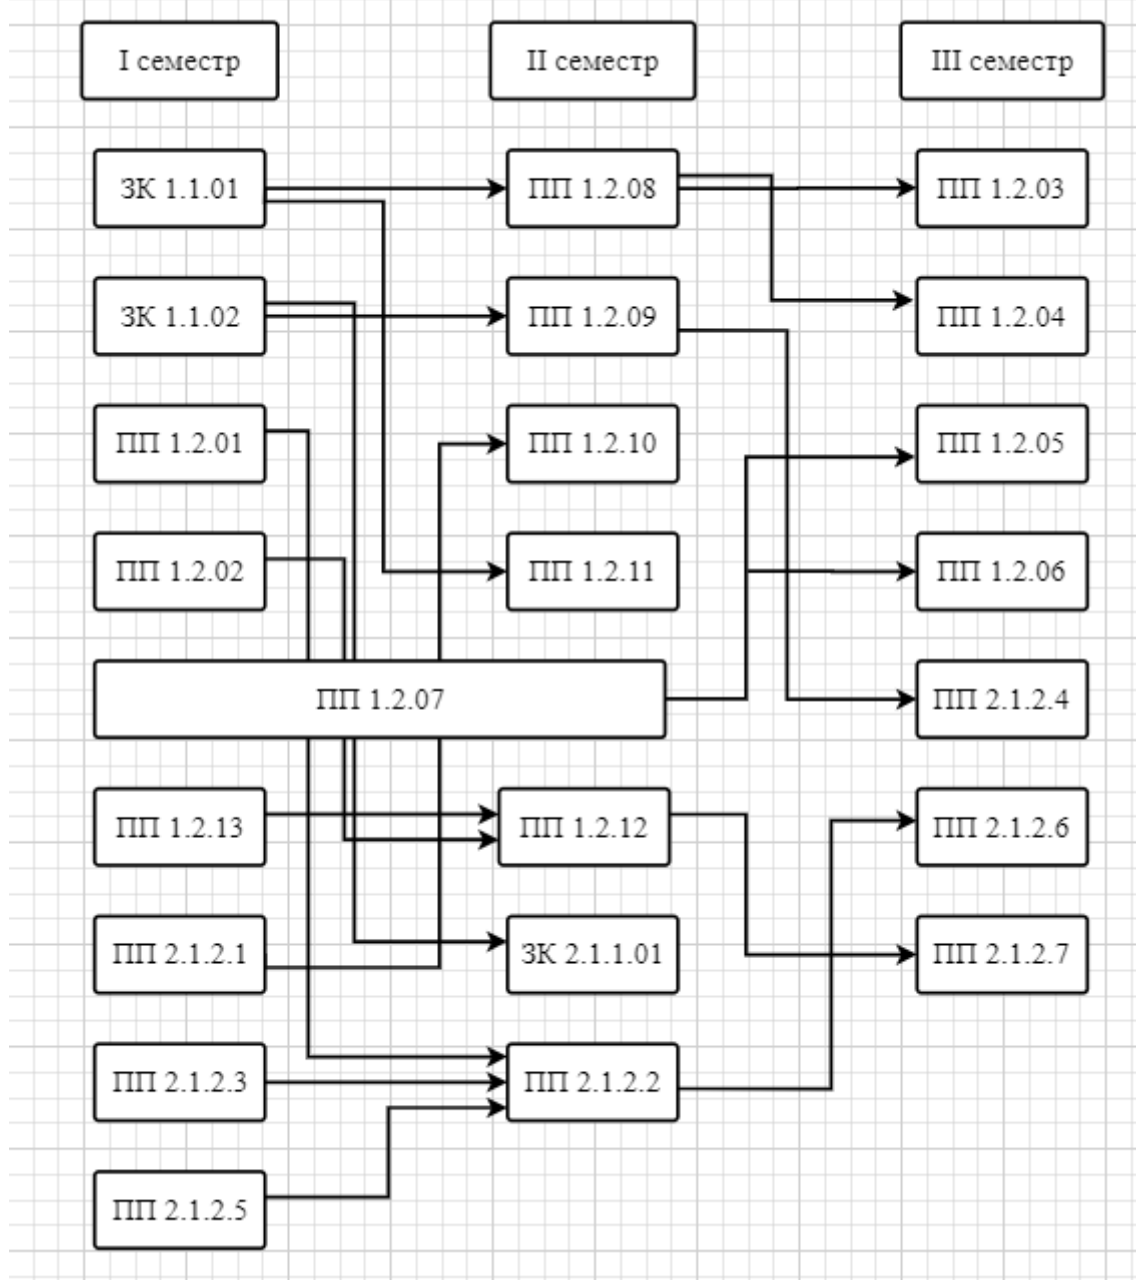 I семестр
II семестр
III семестр
ЗК 1.1.01
ПП 1.2.08
ПП 1.2.03
ЗК 1.1.02
ПП 1.2.09
ПП 1.2.04
ПП 1.2.01
ПП 1.2.10
ПП 1.2.05
ПП 1.2.02
ПП 1.2.11
ПП 1.2.06
ПП 1.2.07
ПП 2.1.2.4
ПП 1.2.13
ПП 1.2.12
ПП 2.1.2.6
ПП 2.1.2.1
ЗК 2.1.1.01
ПП 2.1.2.7
ПП 2.1.2.3
ПП 2.1.2.2
ПП 2.1.2.5